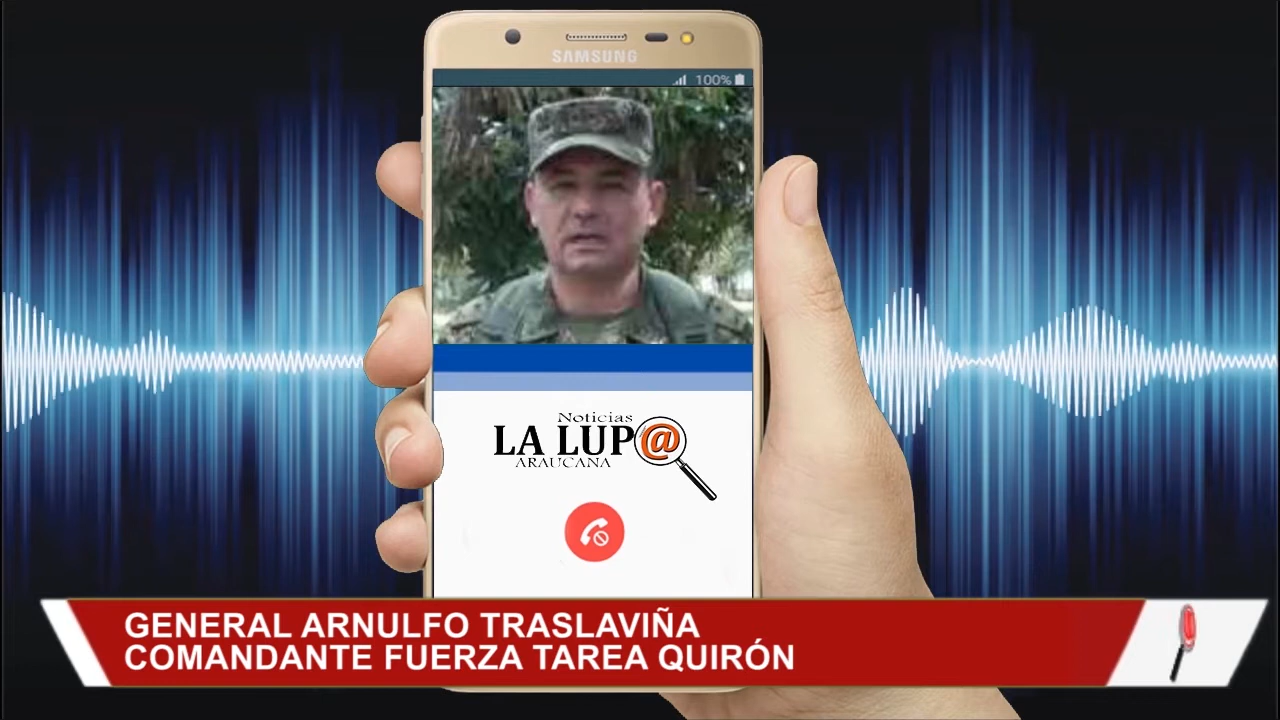 SAMSUNG
100%
Noticias
LA LUP@
ARAUCANA
GENERAL ARNULFO TRASLAVIÑA
COMANDANTE FUERZA TAREA QUIRÓN